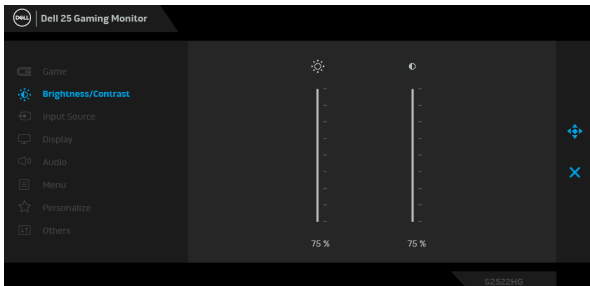 DELL
Dell 25 Gaming Monitor
Game
Brightness/Contrast
Input Source
Display
Audio
Menu
Personalize
Others
75 %
75 %
S2522HG